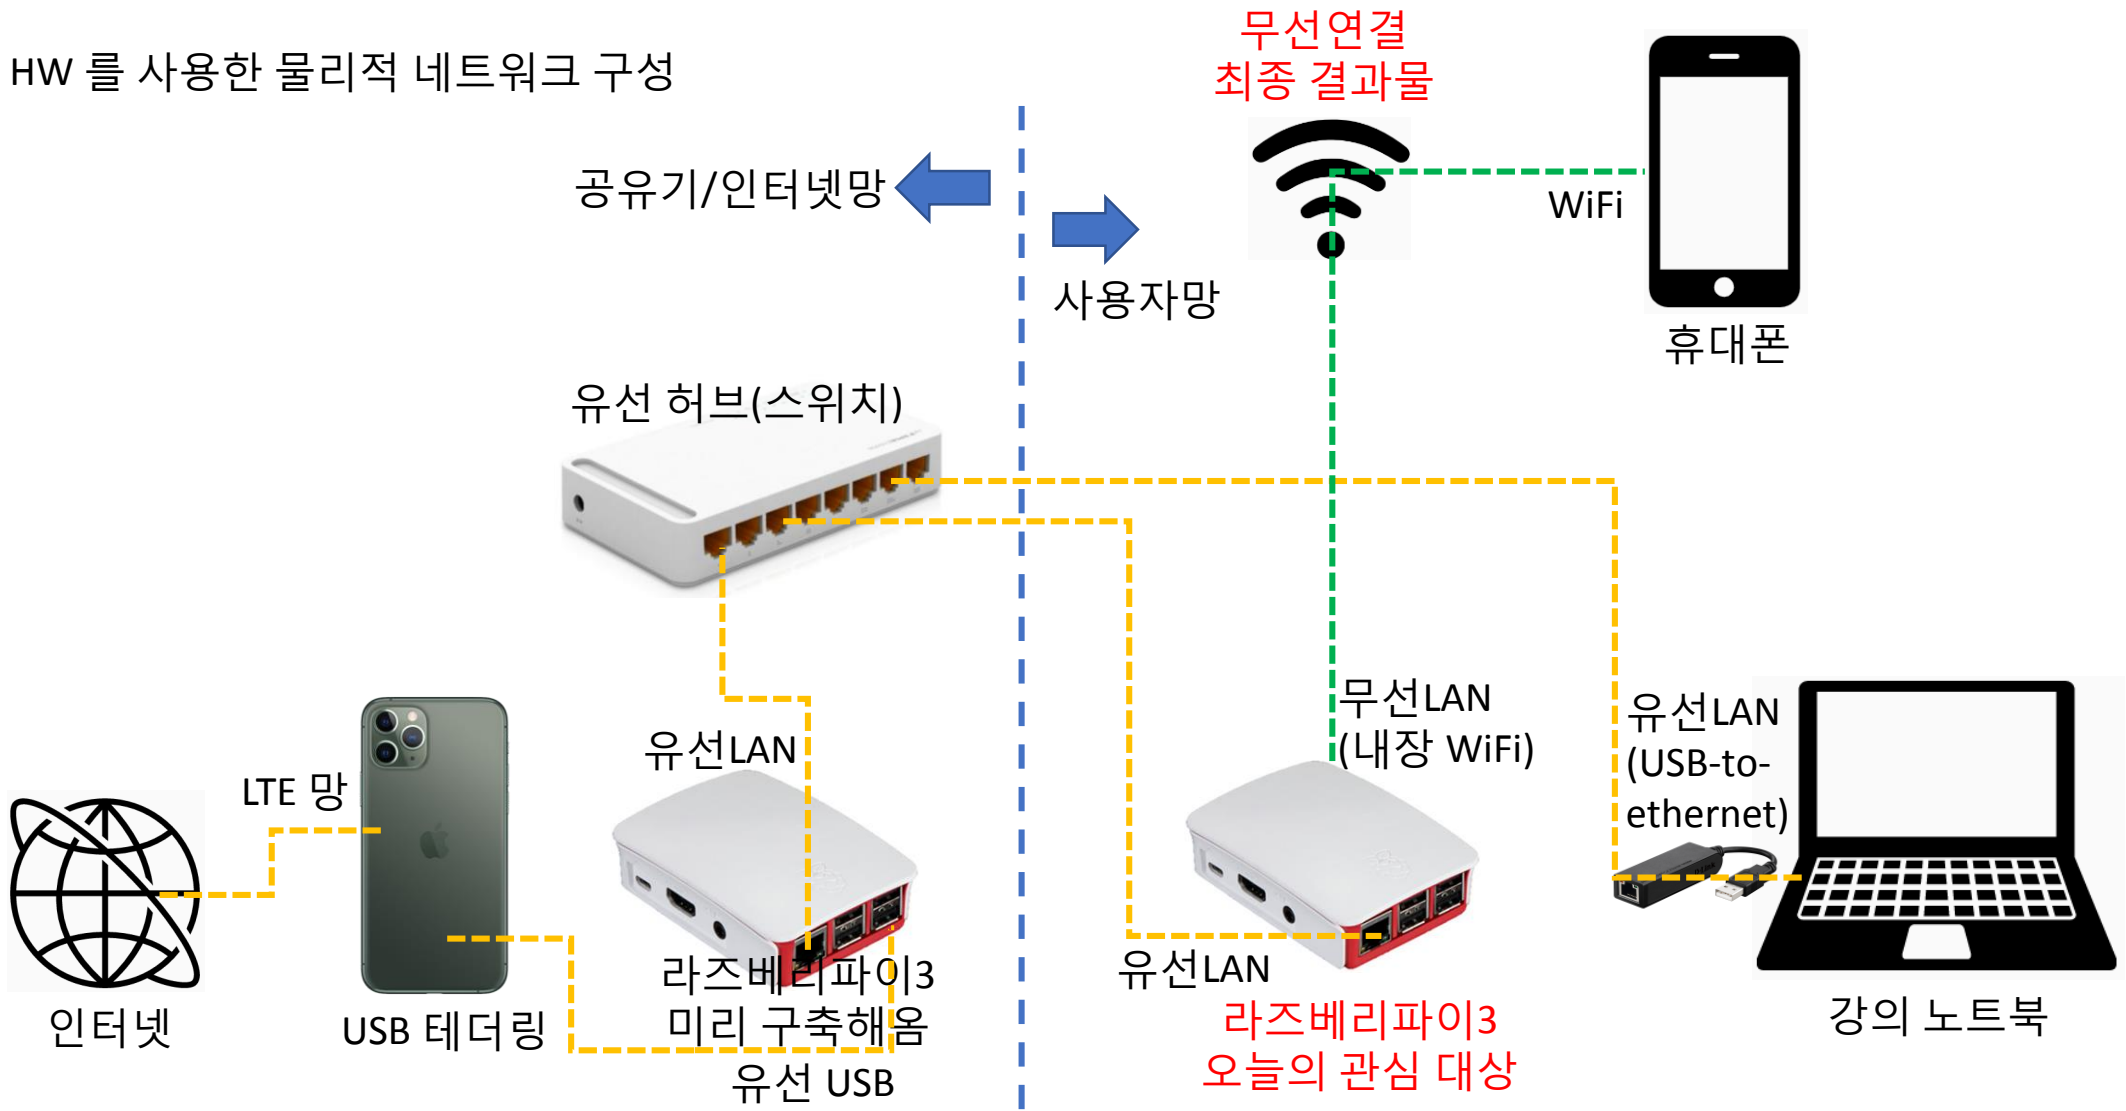 HW 를 사용한 물리적 네트워크 구성
무선연결
최종 결과물
공유기/인터넷망
사용자망
WiFi
휴대폰
유선 허브(스위치)
무선LAN
(내장 WiFi)
유선LAN
(USB-to-
ethernet)
유선LAN
LTE 망
인터넷
USB 테더링
라즈베리파이3
미리 구축해옴
유선 USB
유선LAN
라즈베리파이3
오늘의 관심 대상
강의 노트북